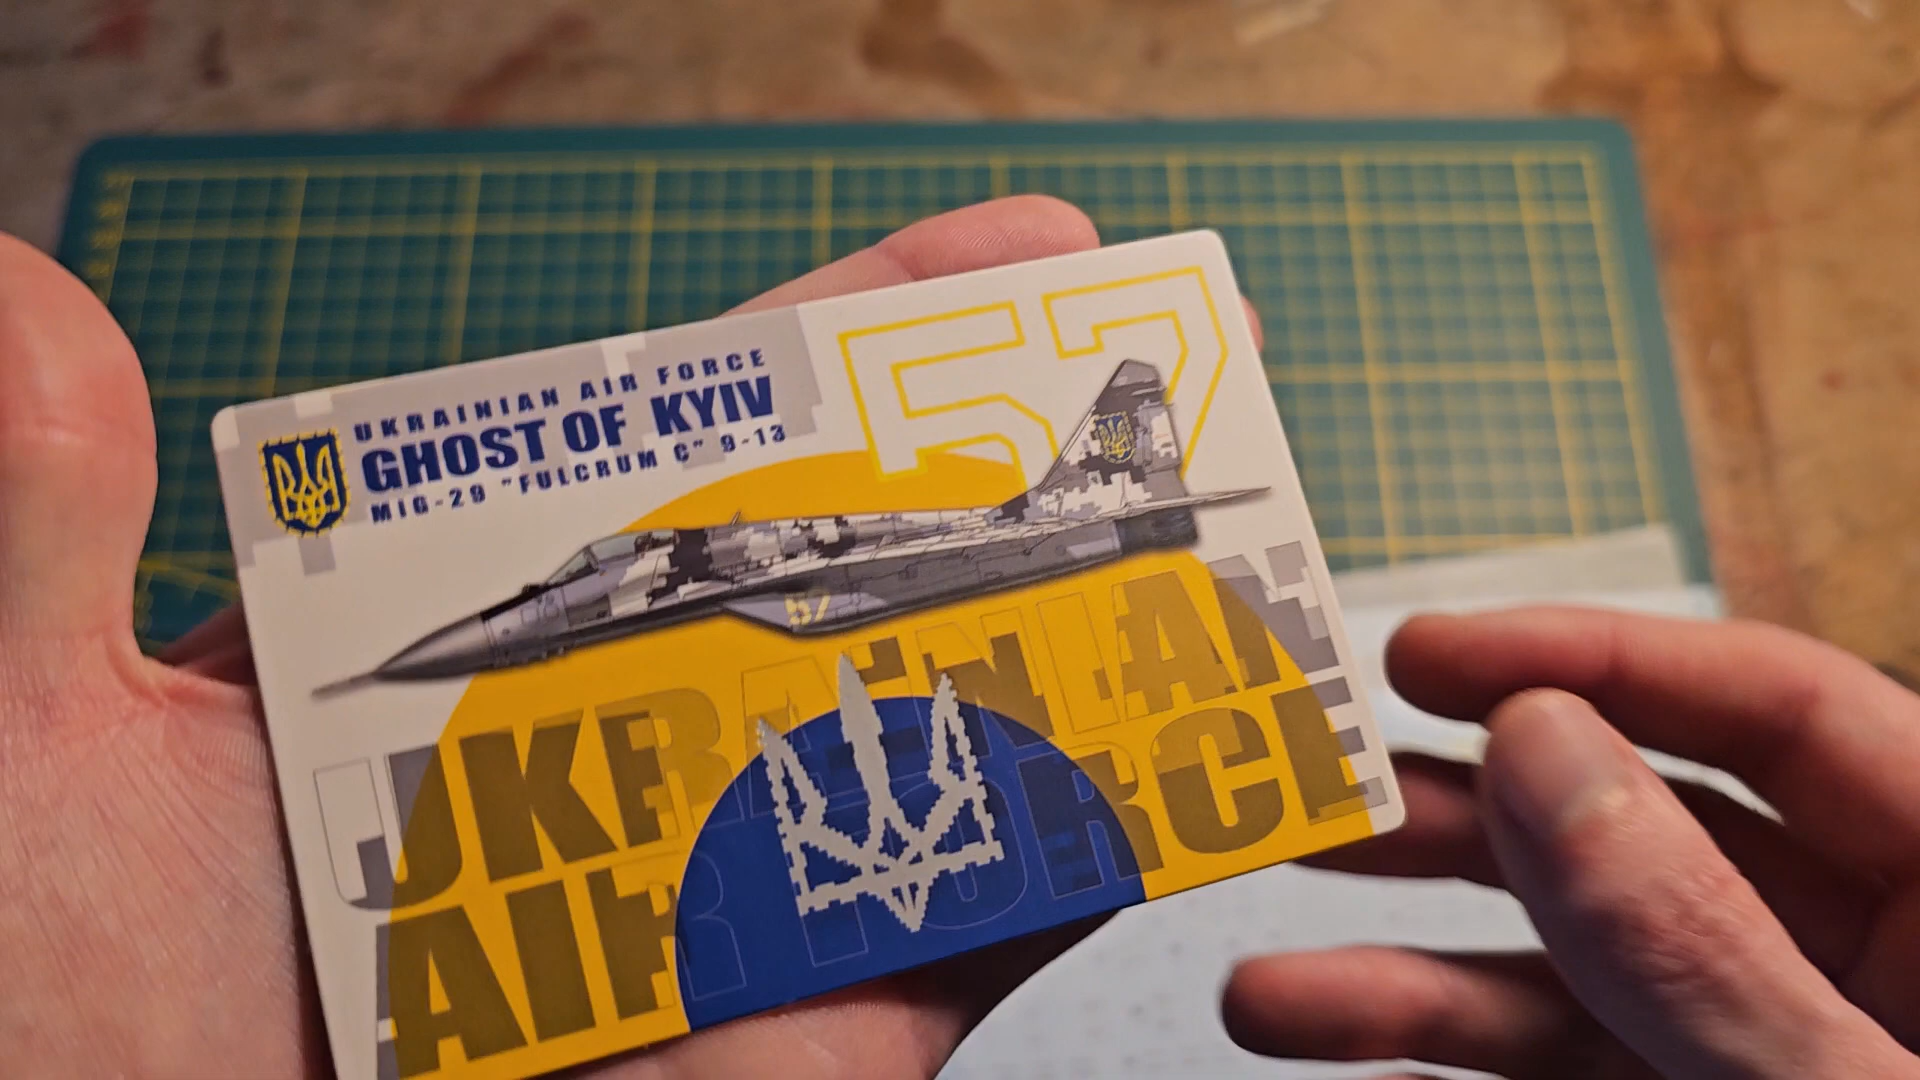 57
UKRAINIAN AIR FORCE
GHOST OF KYIV
MIG-29 "FULCRUM C" 9-13
57
UKRAINIAN
AIR FORCE